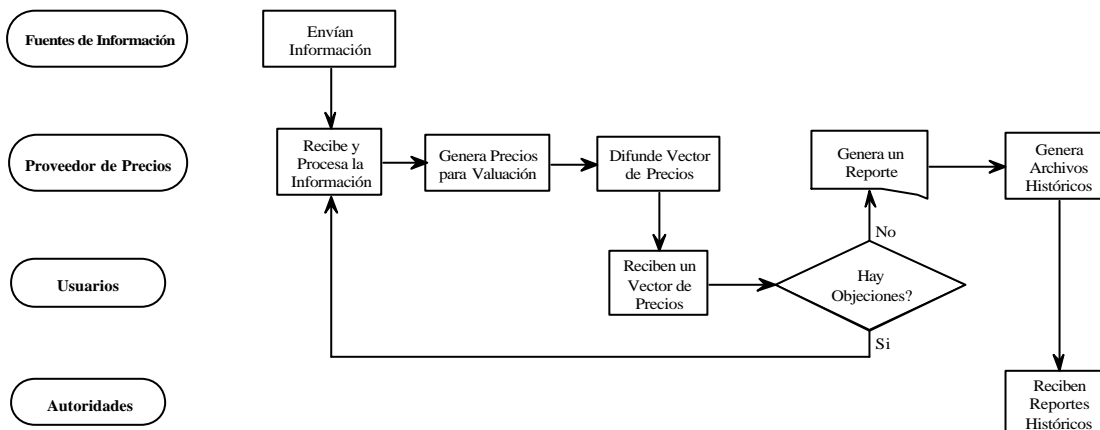 Fuentes de Información
Envían
Información
Proveedor de Precios
Recibe y
Procesa la
Información
Genera Precios
para Valuación
Difunde Vector
de Precios
Genera un
Reporte
Genera
Archivos
Históricos
No
Usuarios
Reciben un
Vector de
Precios
Hay
Objeciones?
Si
Autoridades
Reciben
Reportes
Históricos